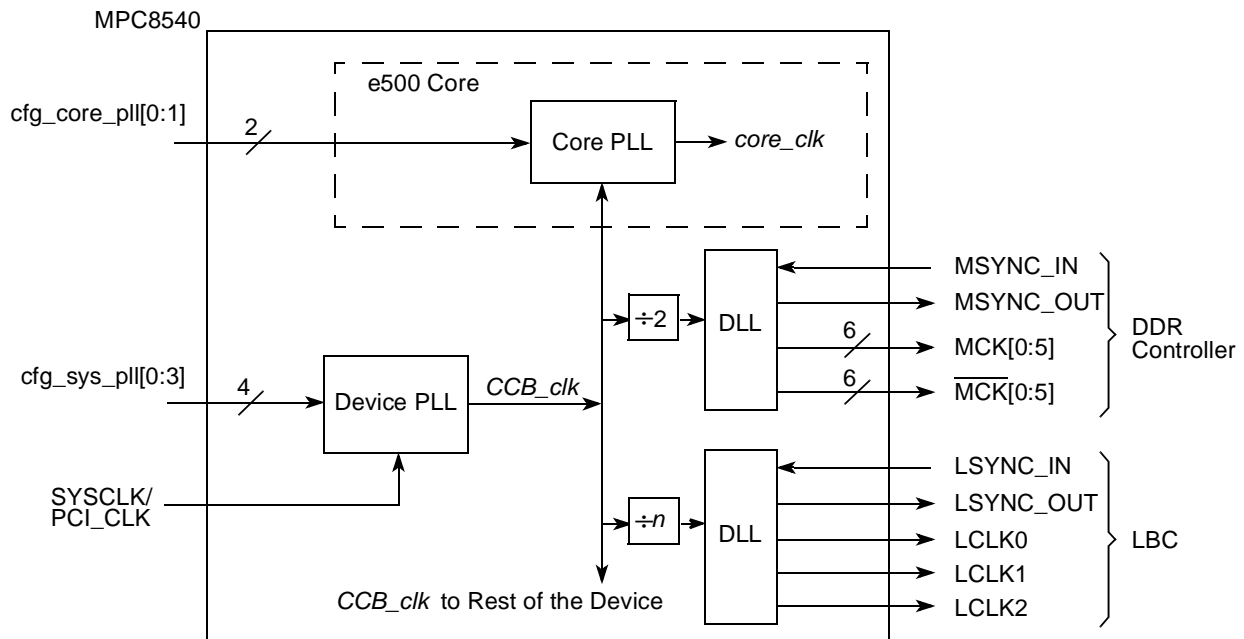 MPC8540
e500 Core
cfg_core_pll[0:1]
2
Core PLL
core_clk
MSYNC_IN
MSYNC_OUT
÷2
DLL
6
MCK[0:5]
6
M̅C̅K̅[0:5]
DDR
Controller
cfg_sys_pll[0:3]
4
Device PLL
CCB_clk
SYSCLK/
PCI_CLK
LSYNC_IN
LSYNC_OUT
÷n
DLL
LCLK0
LCLK1
LCLK2
LBC
CCB_clk to Rest of the Device